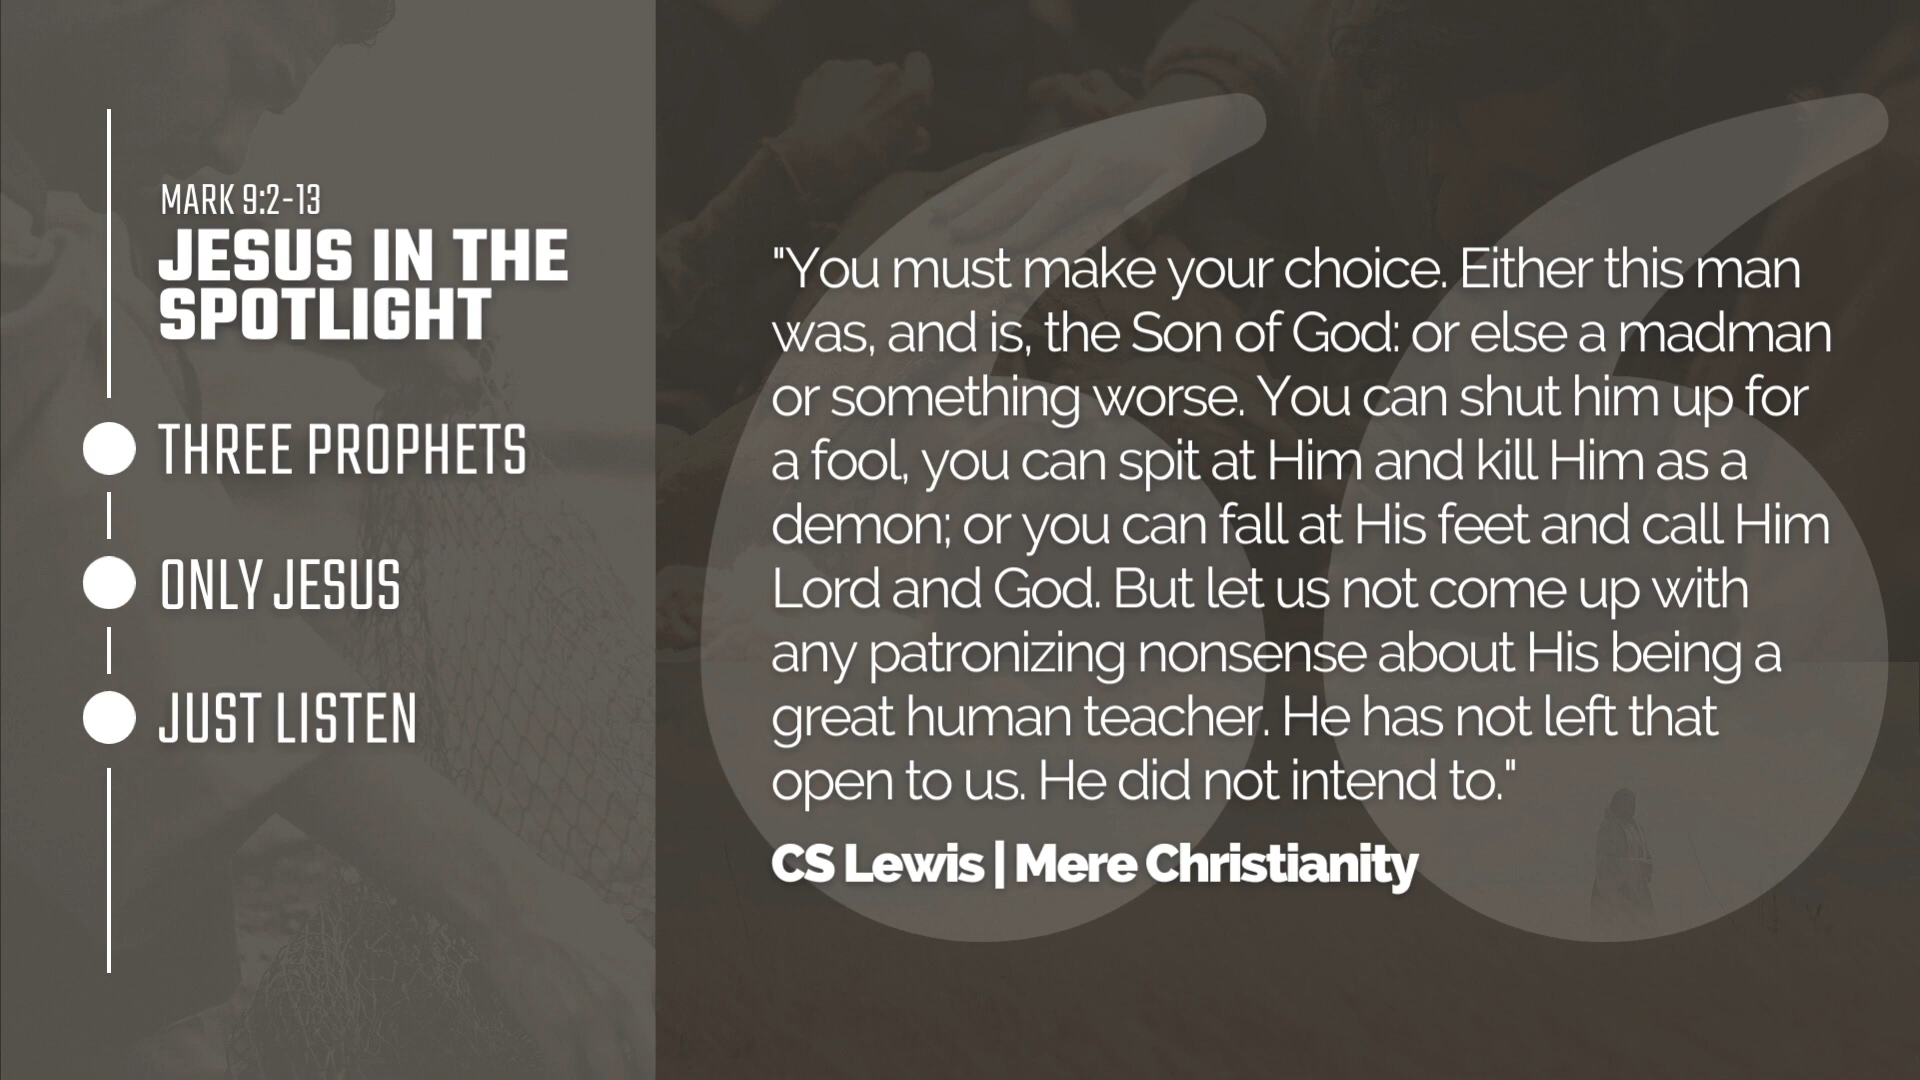 MARK 9:2-13
JESUS IN THE
SPOTLIGHT
THREE PROPHETS
ONLY JESUS
JUST LISTEN
"You must make your choice. Either this man
was, and is, the Son of God: or else a madman
or something worse. You can shut him up for
a fool, you can spit at Him and kill Him as a
demon; or you can fall at His feet and call Him
Lord and God. But let us not come up with
any patronizing nonsense about His being a
great human teacher. He has not left that
open to us. He did not intend to."
CS Lewis | Mere Christianity